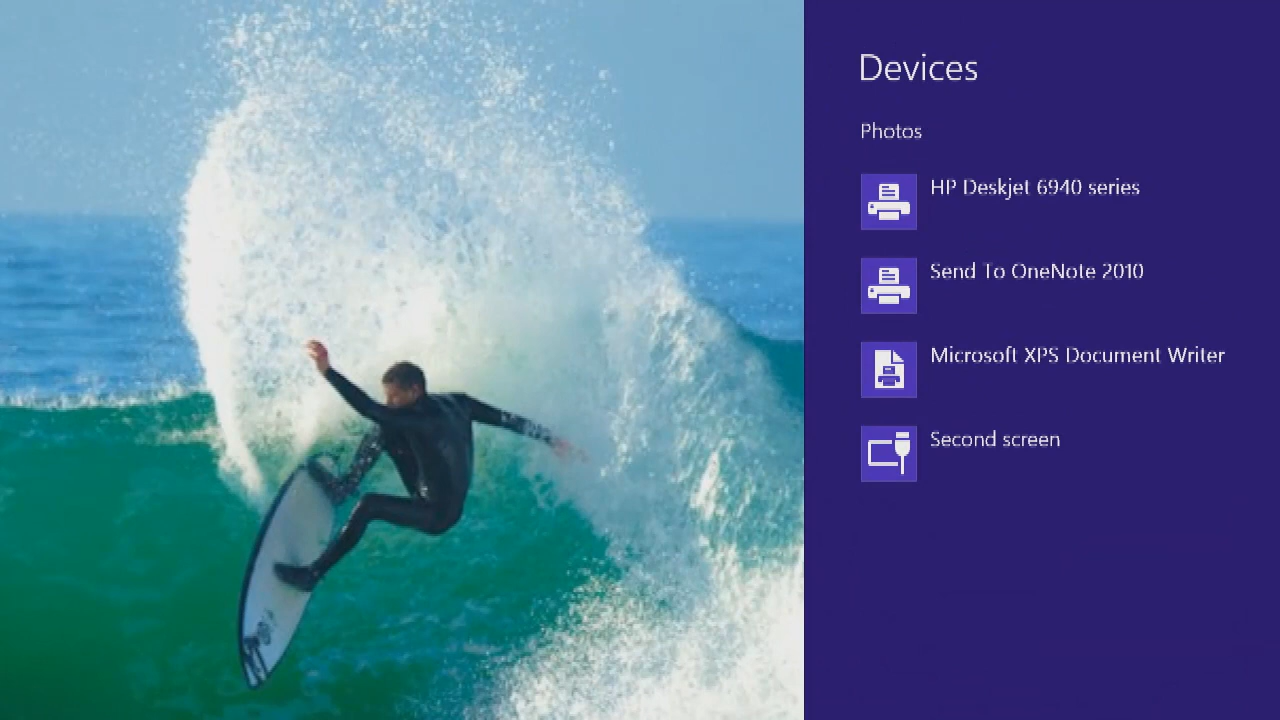 Devices
Photos
HP Deskjet 6940 series
Send To OneNote 2010
Microsoft XPS Document Writer
Second screen